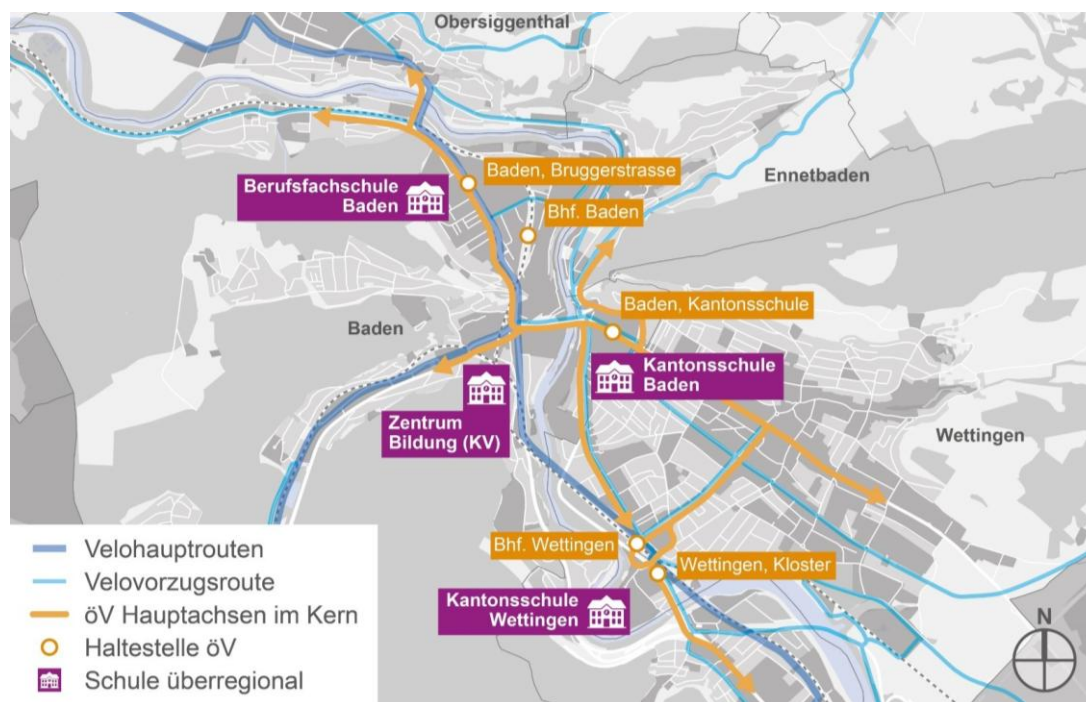 Obersiggenthal
Baden, Bruggerstrasse
Ennetbaden
Berufsfachschule
Baden
Bhf. Baden
Baden, Kantonsschule
Baden
Kantonsschule
Baden
Zentrum
Bildung (KV)
Wettingen
Bhf. Wettingen
Wettingen, Kloster
Kantonsschule
Wettingen
Velohauptrouten
Velovorzugsroute
öV Hauptachsen im Kern
Haltestelle öV
Schule überregional
N